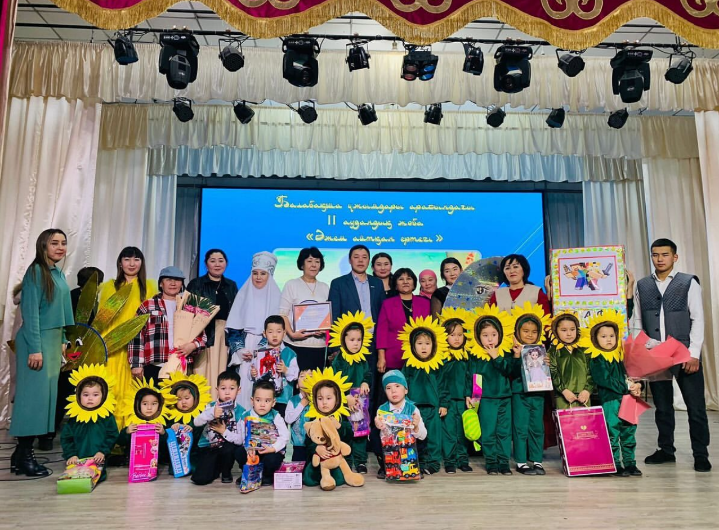 Балабақша ұжымдары арасындағы
II аудандық жоба
«Әжем айтқан ертегі»